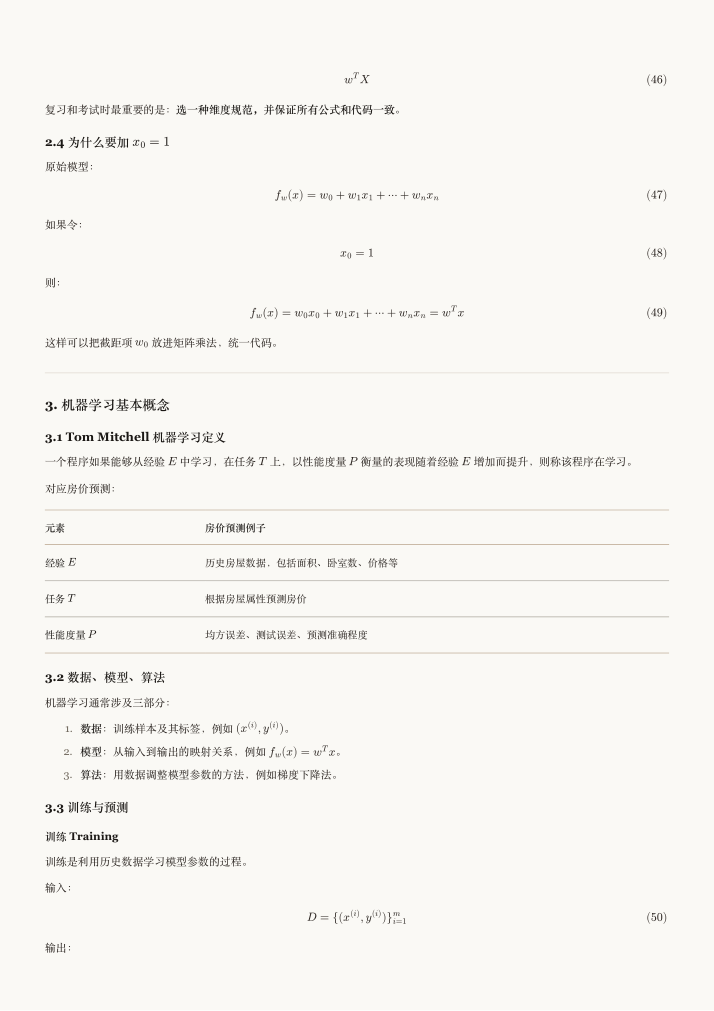 w^T X (46)
复习和考试时最重要的是：选一种维度规范，并保证所有公式和代码一致。
2.4 为什么要加 x_0 = 1
原始模型：
f_w(x) = w_0 + w_1x_1 + ··· + w_nx_n (47)
如果令：
x_0 = 1 (48)
则：
f_w(x) = w_0x_0 + w_1x_1 + ··· + w_nx_n = w^T x (49)
这样可以把截距项 w_0 放进矩阵乘法，统一代码。
3. 机器学习基本概念
3.1 Tom Mitchell 机器学习定义
一个程序如果能够从经验 E 中学习，在任务 T 上，以性能度量 P 衡量的表现随着经验 E 增加而提升，则称该程序在学习。
对应房价预测：
元素 房价预测例子
经验 E 历史房屋数据，包括面积、卧室数、价格等
任务 T 根据房屋属性预测房价
性能度量 P 均方误差、测试误差、预测准确程度
3.2 数据、模型、算法
机器学习通常涉及三部分：
1. 数据：训练样本及其标签，例如 (x^{(i)}, y^{(i)})。
2. 模型：从输入到输出的映射关系，例如 f_w(x) = w^T x。
3. 算法：用数据调整模型参数的方法，例如梯度下降法。
3.3 训练与预测
训练 Training
训练是利用历史数据学习模型参数的过程。
输入：
D = {(x^{(i)}, y^{(i)})}_{i=1}^m (50)
输出：